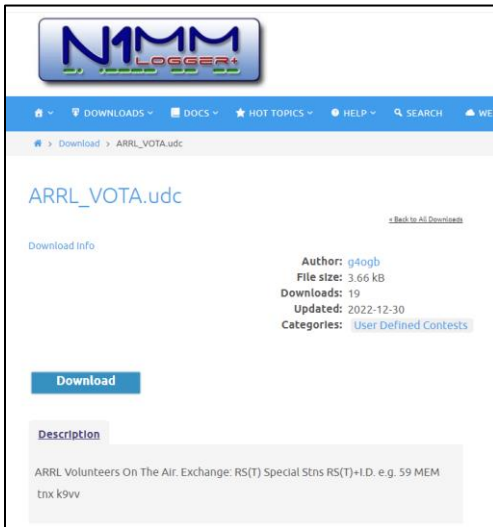 N1MM
LOGGER+
DOWNLOADS DOCS HOT TOPICS HELP SEARCH WE
> Download > ARRL_VOTA.udc
ARRL_VOTA.udc
« Back to All Downloads
Download Info
Author: g4ogb
File size: 3.66 kB
Downloads: 19
Updated: 2022-12-30
Categories: User Defined Contests
Download
Description
ARRL Volunteers On The Air. Exchange: RS(T) Special Stns RS(T)+I.D. e.g. 59 MEM
tnx k9vv